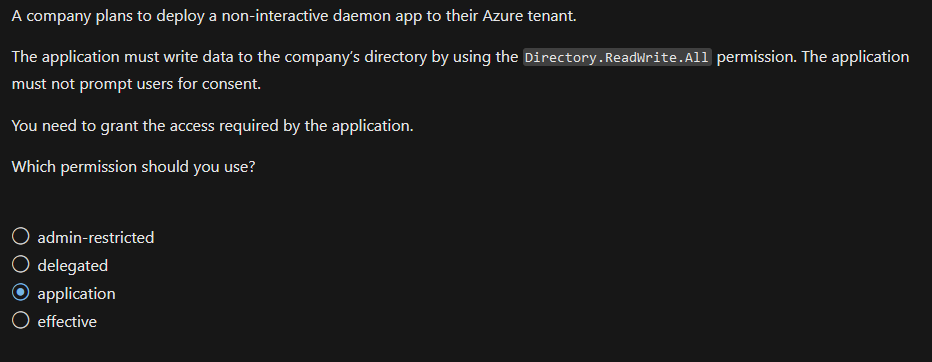 A company plans to deploy a non-interactive daemon app to their Azure tenant.
The application must write data to the company’s directory by using the Directory.ReadWrite.All permission. The application
must not prompt users for consent.
You need to grant the access required by the application.
Which permission should you use?
admin-restricted
delegated
application
effective